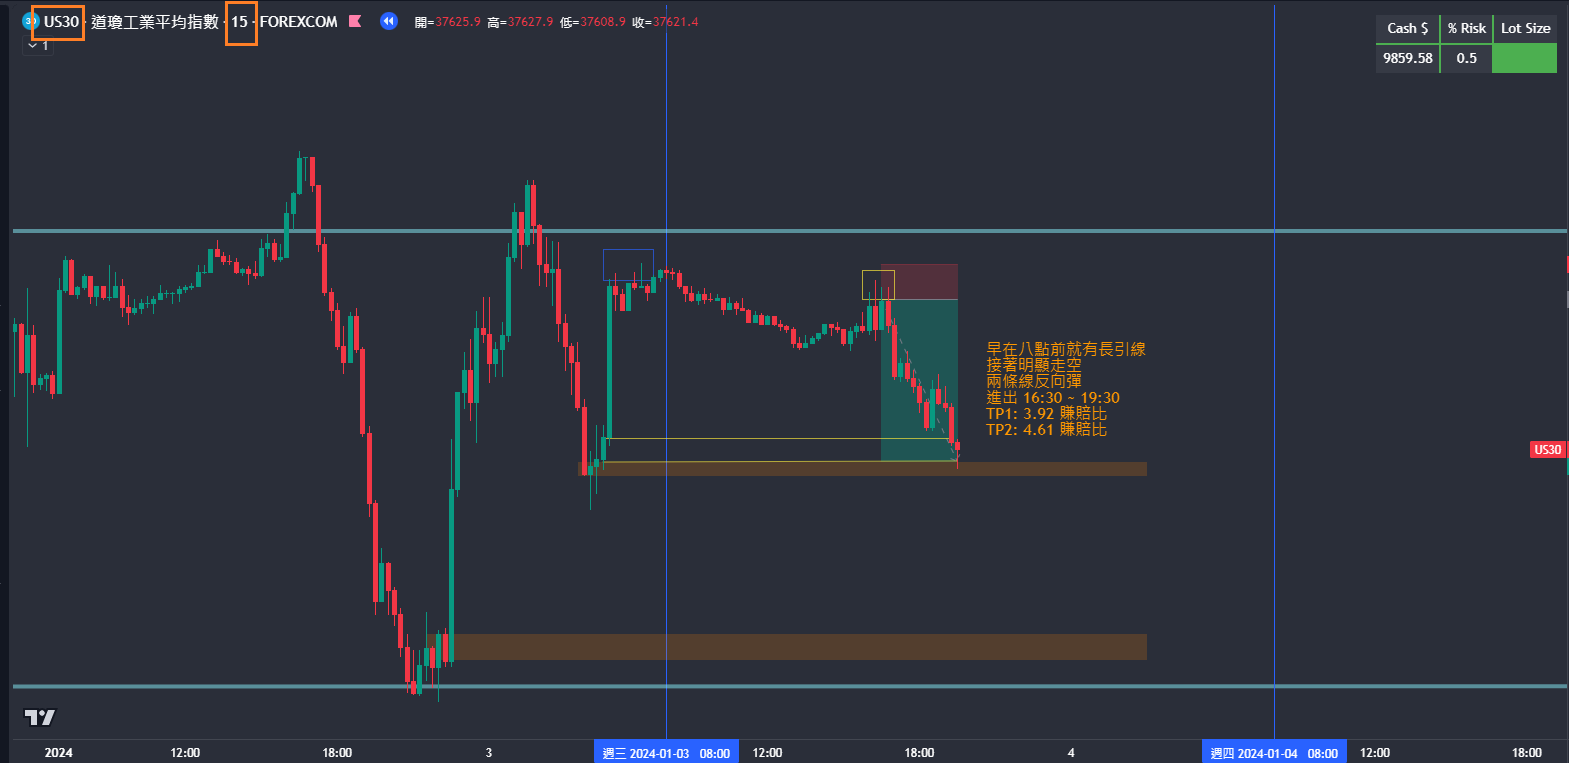 30 US30 · 道瓊工業平均指數 · 15 · FOREXCOM 開=37625.9 高=37627.9 低=37608.9 收=37621.4
1
Cash $ % Risk Lot Size
9859.58 0.5
早在八點前就有長引線
接著明顯走空
兩條線反向彈
進出 16:30 ~ 19:30
TP1: 3.92 賺賠比
TP2: 4.61 賺賠比
US30
2024 12:00 18:00 3 週三 2024-01-03 08:00 12:00 18:00 4 週四 2024-01-04 08:00 12:00 18:00